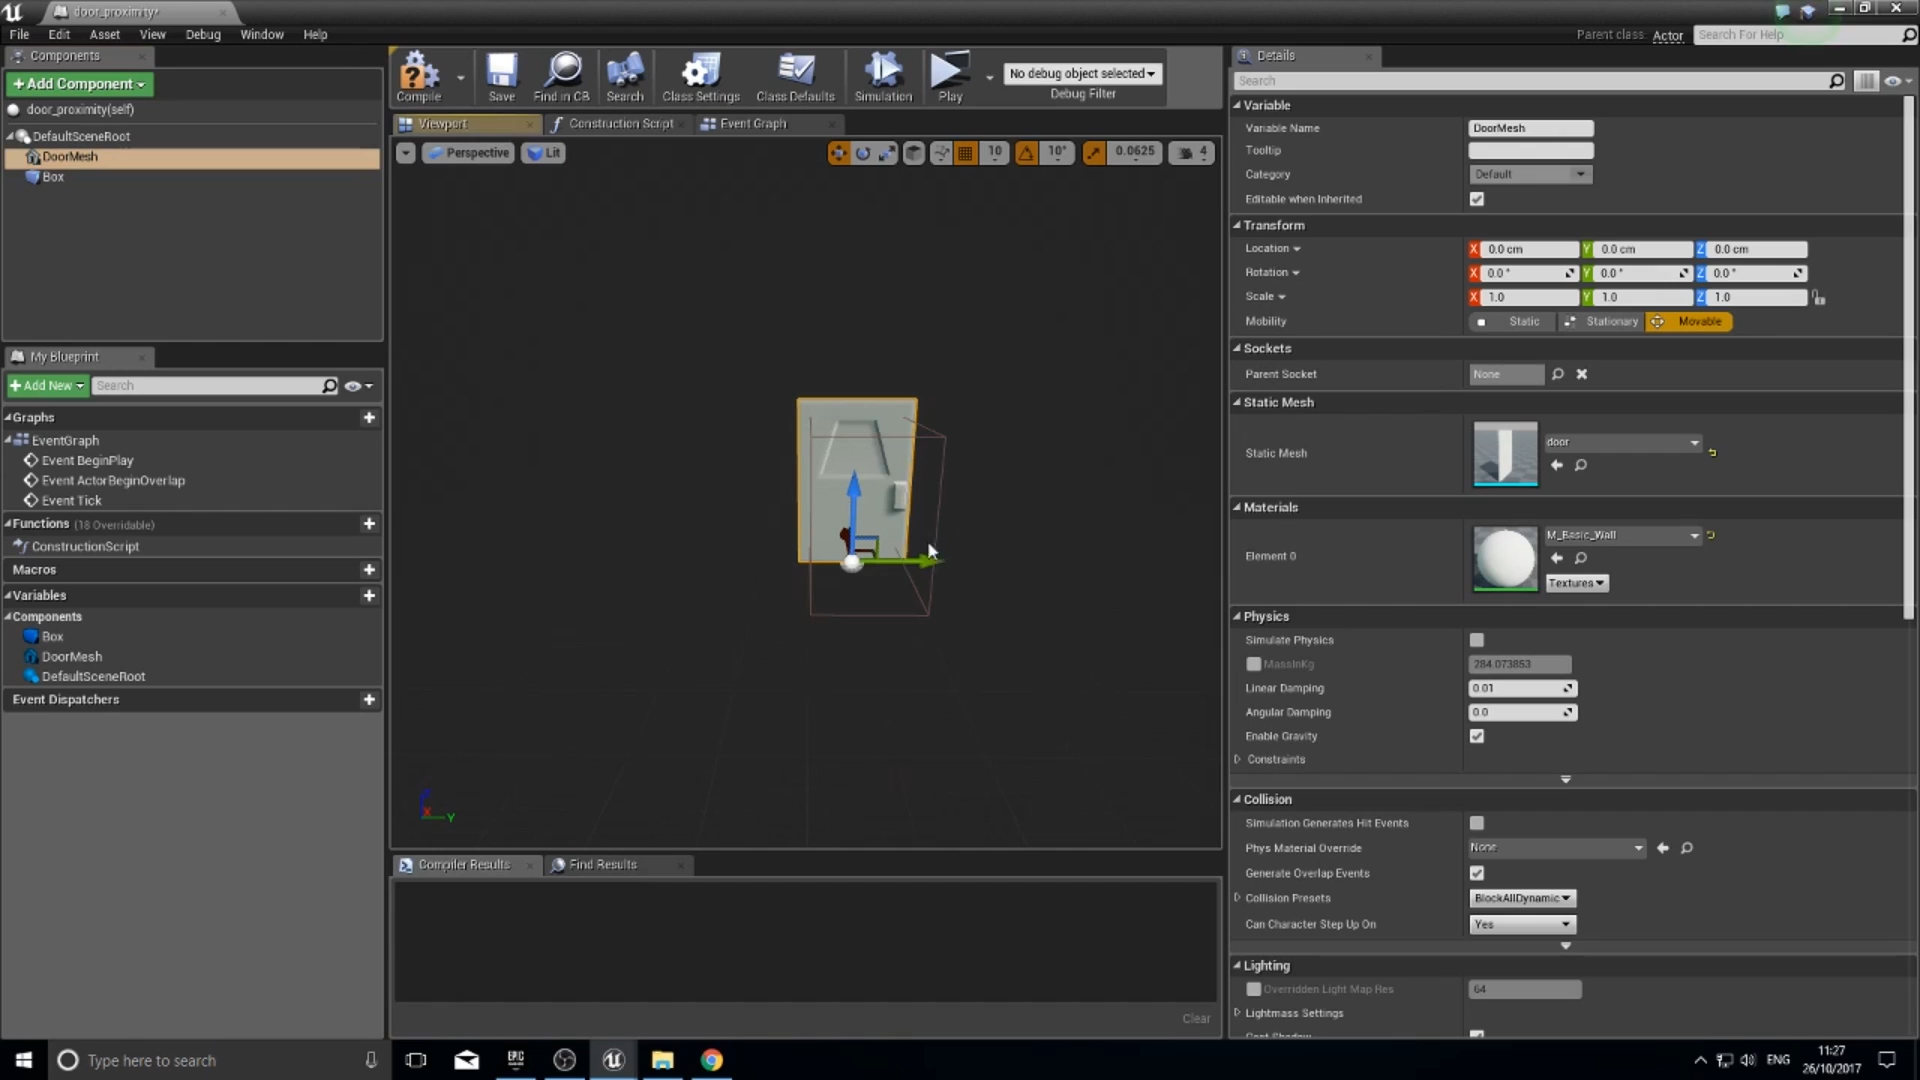 door_proximity*
File Edit Asset View Debug Window Help
Parent class: Actor
Search For Help
Components
+ Add Component
door_proximity(self)
DefaultSceneRoot
DoorMesh
Box
Compile
Save
Find in CB
Search
Class Settings
Class Defaults
Simulation
Play
No debug object selected
Debug Filter
Viewport
Construction Script
Event Graph
Perspective
Lit
10
10°
0.0625
4
X
Y
My Blueprint
+ Add New
Search
Graphs
EventGraph
Event BeginPlay
Event ActorBeginOverlap
Event Tick
Functions (18 Overridable)
ConstructionScript
Macros
Variables
Components
Box
DoorMesh
DefaultSceneRoot
Event Dispatchers
Compiler Results
Find Results
Clear
Details
Search
Variable
Variable Name DoorMesh
Tooltip
Category Default
Editable when Inherited
Transform
Location X 0.0 cm Y 0.0 cm Z 0.0 cm
Rotation X 0.0 ° Y 0.0 ° Z 0.0 °
Scale X 1.0 Y 1.0 Z 1.0
Mobility Static Stationary Movable
Sockets
Parent Socket None
Static Mesh
Static Mesh door
Materials
Element 0 M_Basic_Wall
Textures
Physics
Simulate Physics
MassInKg 284.073853
Linear Damping 0.01
Angular Damping 0.0
Enable Gravity
Constraints
Collision
Simulation Generates Hit Events
Phys Material Override None
Generate Overlap Events
Collision Presets BlockAllDynamic
Can Character Step Up On Yes
Lighting
Overridden Light Map Res 64
Lightmass Settings
Cast Shadow
Type here to search
EPIC
ENG
11:27
26/10/2017